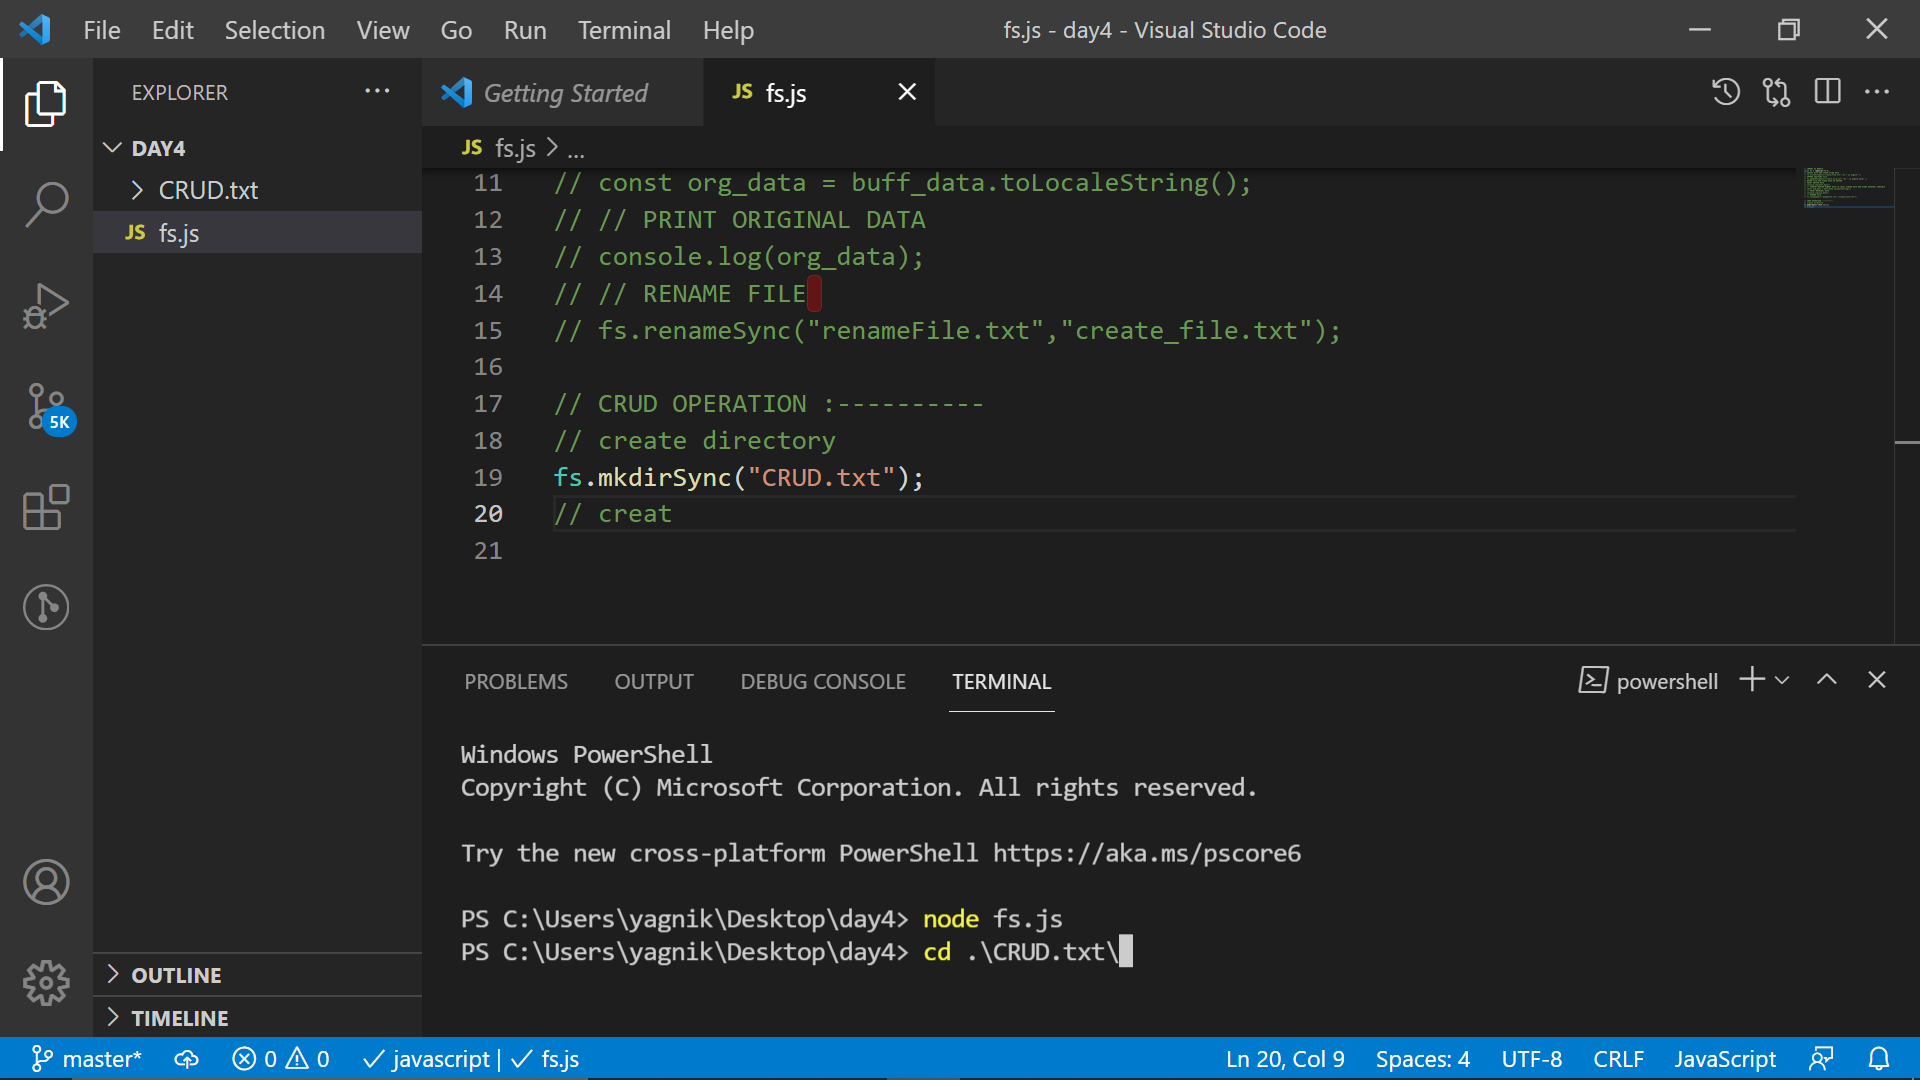 File Edit Selection View Go Run Terminal Help fs.js - day4 - Visual Studio Code
EXPLORER
DAY4
CRUD.txt
JS fs.js
5K
OUTLINE
TIMELINE
Getting Started JS fs.js
JS fs.js > ...
11 // const org_data = buff_data.toLocaleString();
12 // // PRINT ORIGINAL DATA
13 // console.log(org_data);
14 // // RENAME FILE
15 // fs.renameSync("renameFile.txt","create_file.txt");
16
17 // CRUD OPERATION :----------
18 // create directory
19 fs.mkdirSync("CRUD.txt");
20 // creat
21
PROBLEMS OUTPUT DEBUG CONSOLE TERMINAL powershell
Windows PowerShell
Copyright (C) Microsoft Corporation. All rights reserved.
Try the new cross-platform PowerShell https://aka.ms/pscore6
PS C:\Users\yagnik\Desktop\day4> node fs.js
PS C:\Users\yagnik\Desktop\day4> cd .\CRUD.txt\
master* 0 0 javascript | fs.js Ln 20, Col 9 Spaces: 4 UTF-8 CRLF JavaScript